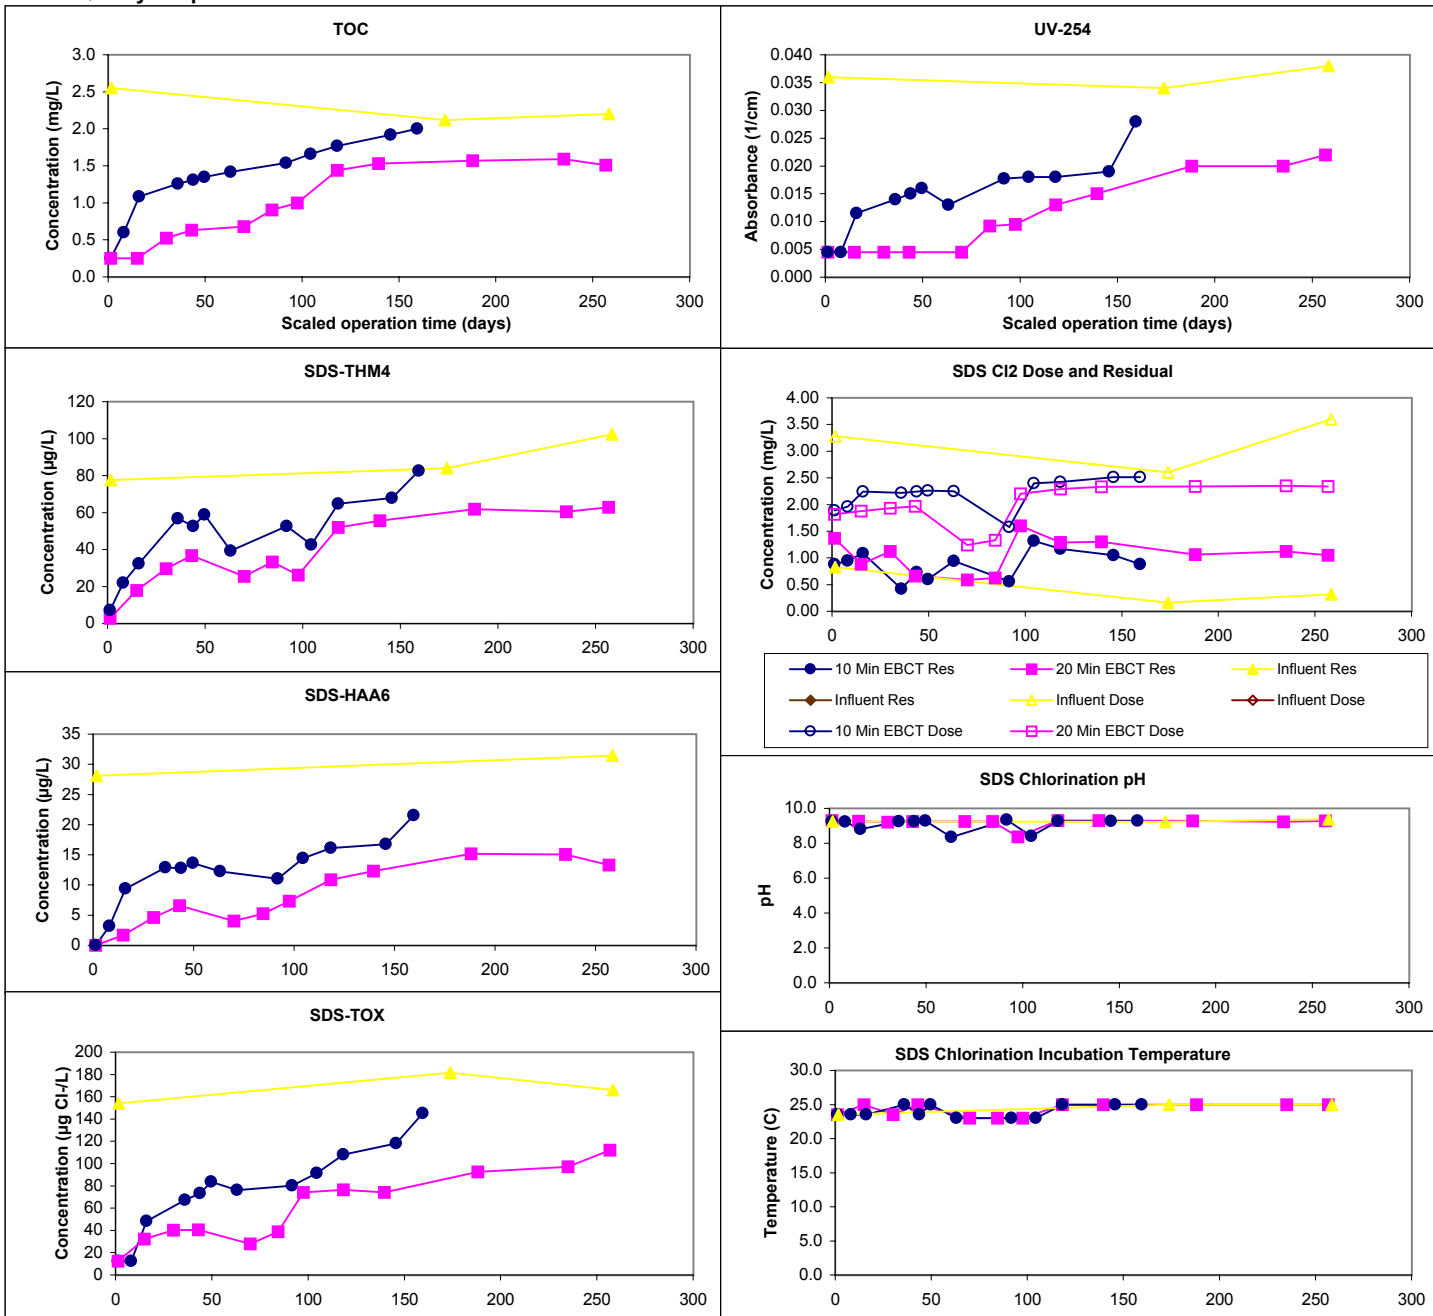 TOC
3.0
2.5
2.0
1.5
1.0
0.5
0.0
Concentration (mg/L)
0 50 100 150 200 250 300
Scaled operation time (days)
UV-254
0.040
0.035
0.030
0.025
0.020
0.015
0.010
0.005
0.000
Absorbance (1/cm)
0 50 100 150 200 250 300
Scaled operation time (days)
SDS-THM4
120
100
80
60
40
20
0
Concentration (µg/L)
0 50 100 150 200 250 300
SDS Cl2 Dose and Residual
4.00
3.50
3.00
2.50
2.00
1.50
1.00
0.50
0.00
Concentration (mg/L)
0 50 100 150 200 250 300
10 Min EBCT Res 20 Min EBCT Res Influent Res
Influent Res Influent Dose Influent Dose
10 Min EBCT Dose 20 Min EBCT Dose
SDS-HAA6
35
30
25
20
15
10
5
0
Concentration (µg/L)
0 50 100 150 200 250 300
SDS Chlorination pH
10.0
8.0
6.0
4.0
2.0
0.0
pH
0 50 100 150 200 250 300
SDS-TOX
200
180
160
140
120
100
80
60
40
20
0
Concentration (µg Cl-/L)
0 50 100 150 200 250 300
SDS Chlorination Incubation Temperature
30.0
25.0
20.0
15.0
10.0
5.0
0.0
Temperature (C)
0 50 100 150 200 250 300